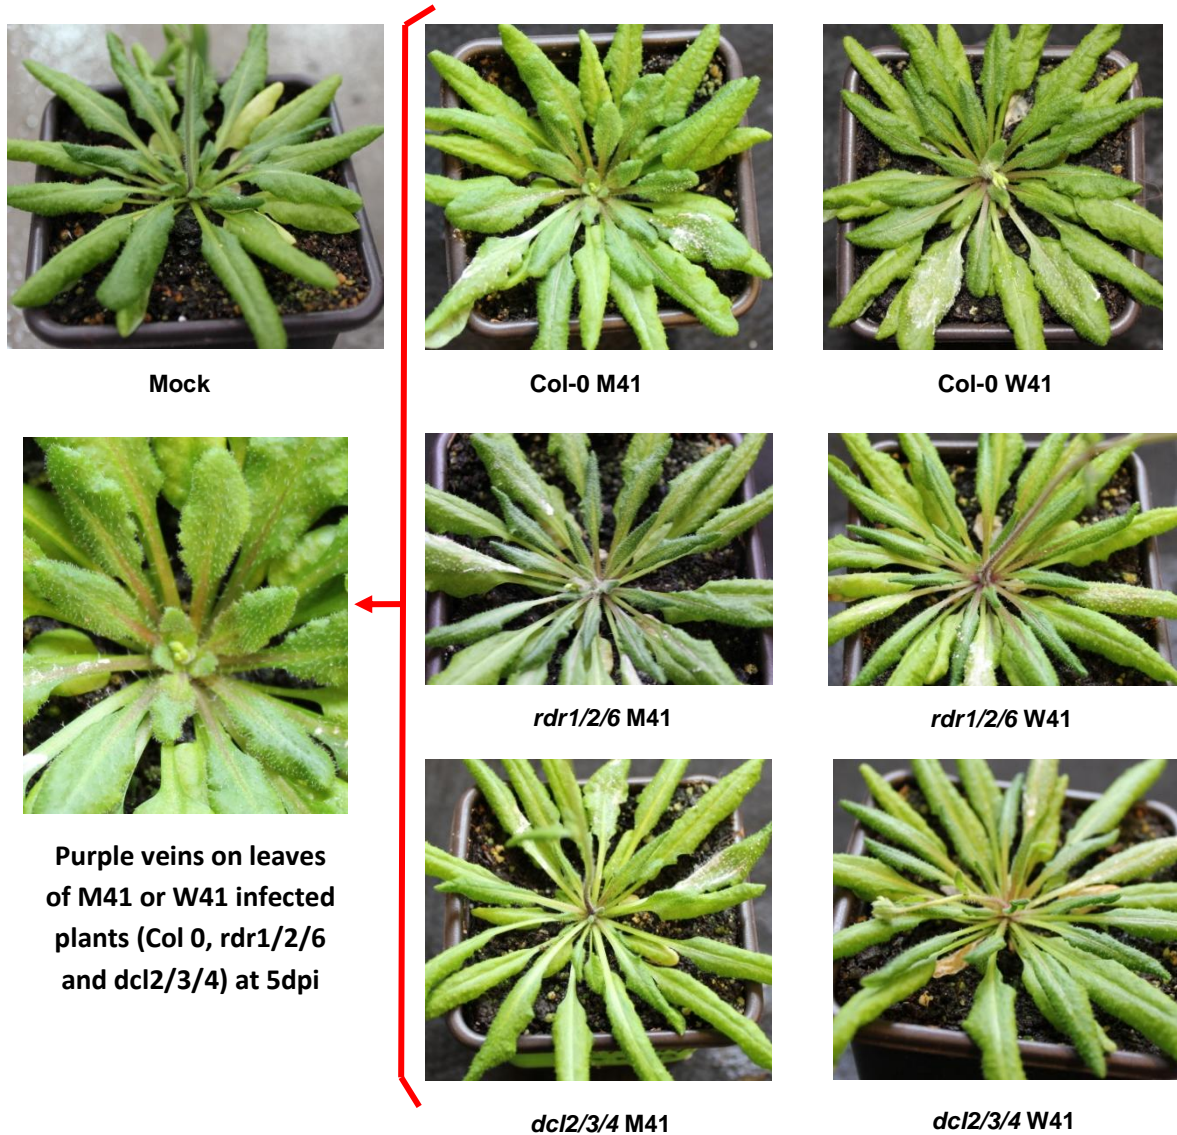 Mock
Col-0 M41
Col-0 W41
rdr1/2/6 M41
rdr1/2/6 W41
Purple veins on leaves
of M41 or W41 infected
plants (Col 0, rdr1/2/6
and dcl2/3/4) at 5dpi
dcl2/3/4 M41
dcl2/3/4 W41